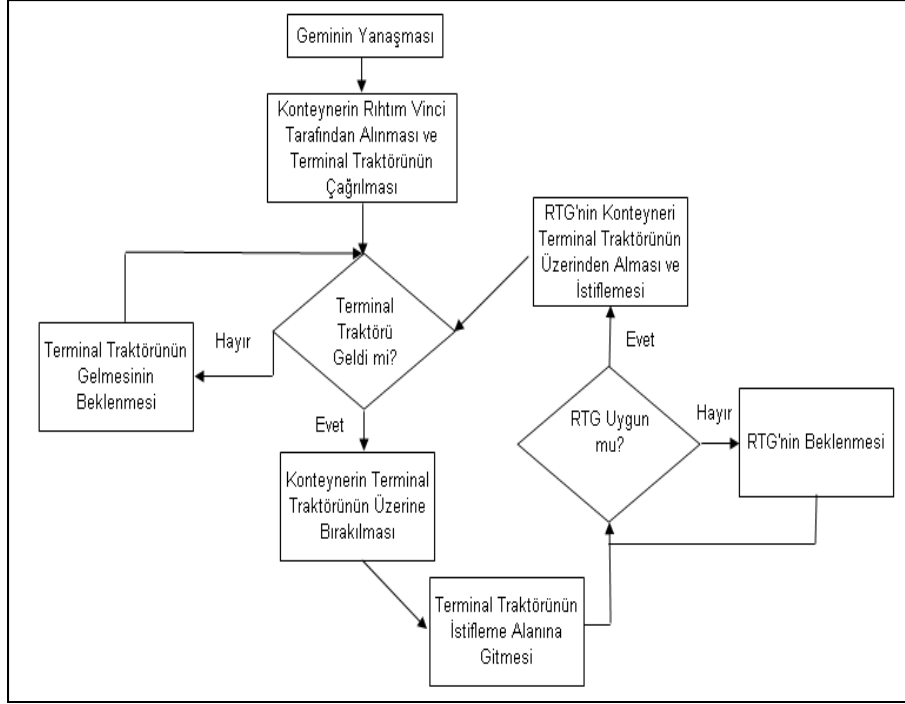 Geminin Yanaşması
Konteynerin Rıhtım Vinci
Tarafından Alınması ve
Terminal Traktörünün
Çağrılması
RTG'nin Konteyneri
Terminal Traktörünün
Üzerinden Alması ve
İstiflemesi
Terminal
Traktörü
Geldi mi?
Hayır
Terminal Traktörünün
Gelmesinin
Beklenmesi
Evet
Evet
RTG Uygun
mu?
Hayır
RTG'nin Beklenmesi
Konteynerin Terminal
Traktörünün Üzerine
Bırakılması
Terminal Traktörünün
İstifleme Alanına
Gitmesi